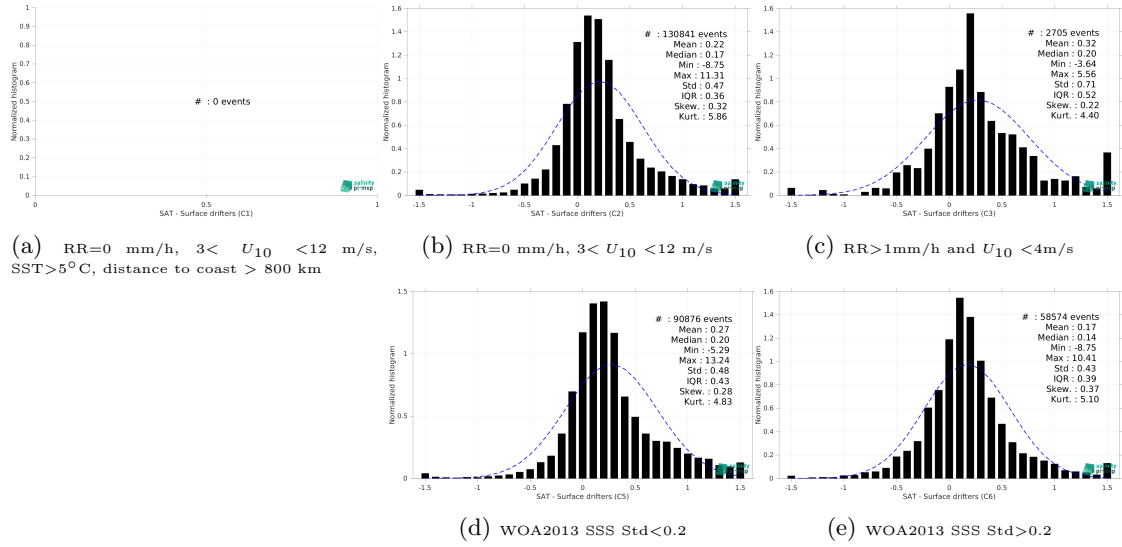 1
0.9
0.8
0.7
0.6
0.5
0.4
0.3
0.2
0.1
0
Normalized histogram
# : 0 events
salinity
pi-mep
0 0.5 1
SAT - Surface drifters (C1)
(a) RR=0 mm/h, 3< U10 <12 m/s,
SST>5°C, distance to coast > 800 km
1.6
1.4
1.2
1
0.8
0.6
0.4
0.2
0
Normalized histogram
# : 130841 events
Mean : 0.22
Median : 0.17
Min : -8.75
Max : 11.31
Std : 0.47
IQR : 0.36
Skew. : 0.32
Kurt. : 5.86
salinity
pi-mep
-1.5 -1 -0.5 0 0.5 1 1.5
SAT - Surface drifters (C2)
(b) RR=0 mm/h, 3< U10 <12 m/s
1.6
1.4
1.2
1
0.8
0.6
0.4
0.2
0
Normalized histogram
# : 2705 events
Mean : 0.32
Median : 0.20
Min : -3.64
Max : 5.56
Std : 0.71
IQR : 0.52
Skew. : 0.22
Kurt. : 4.40
salinity
pi-mep
-1.5 -1 -0.5 0 0.5 1 1.5
SAT - Surface drifters (C3)
(c) RR>1mm/h and U10 <4m/s
1.5
1
0.5
0
Normalized histogram
# : 90876 events
Mean : 0.27
Median : 0.20
Min : -5.29
Max : 13.24
Std : 0.48
IQR : 0.43
Skew. : 0.28
Kurt. : 4.83
salinity
pi-mep
-1.5 -1 -0.5 0 0.5 1 1.5
SAT - Surface drifters (C5)
(d) WOA2013 SSS Std<0.2
1.6
1.4
1.2
1
0.8
0.6
0.4
0.2
0
Normalized histogram
# : 58574 events
Mean : 0.17
Median : 0.14
Min : -8.75
Max : 10.41
Std : 0.43
IQR : 0.39
Skew. : 0.37
Kurt. : 5.10
salinity
pi-mep
-1.5 -1 -0.5 0 0.5 1 1.5
SAT - Surface drifters (C6)
(e) WOA2013 SSS Std>0.2